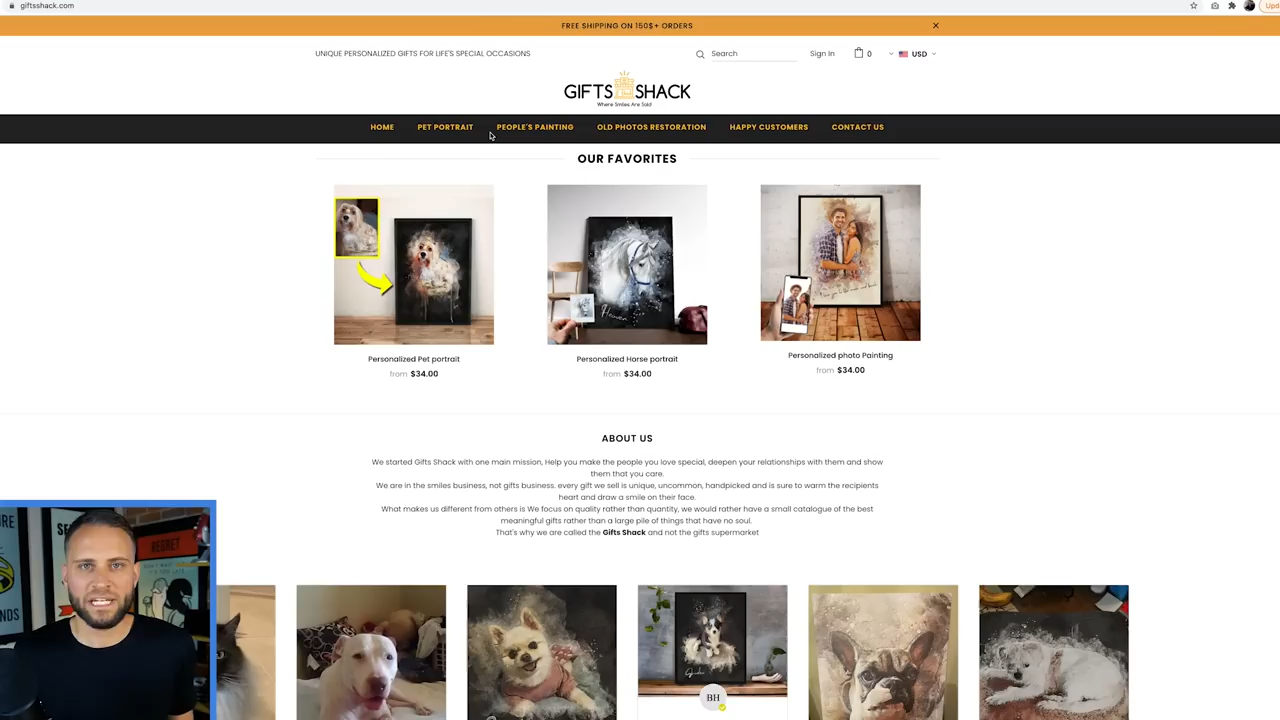 giftsshack.com
Upd
FREE SHIPPING ON 150$+ ORDERS
UNIQUE PERSONALIZED GIFTS FOR LIFE'S SPECIAL OCCASIONS
Search
Sign In
0
USD
GIFTS SHACK
Where Smiles Are Sold
HOME
PET PORTRAIT
PEOPLE'S PAINTING
OLD PHOTOS RESTORATION
HAPPY CUSTOMERS
CONTACT US
OUR FAVORITES
Heaven
Personalized Pet portrait
from $34.00
Personalized Horse portrait
from $34.00
Personalized photo Painting
from $34.00
ABOUT US
We started Gifts Shack with one main mission, Help you make the people you love special, deepen your relationships with them and show
them that you care.
We are in the smiles business, not gifts business. every gift we sell is unique, uncommon, handpicked and is sure to warm the recipients
heart and draw a smile on their face.
What makes us different from others is We focus on quality rather than quantity, we would rather have a small catalogue of the best
meaningful gifts rather than a large pile of things that have no soul.
That's why we are called the Gifts Shack and not the gifts supermarket
REGRET
BH